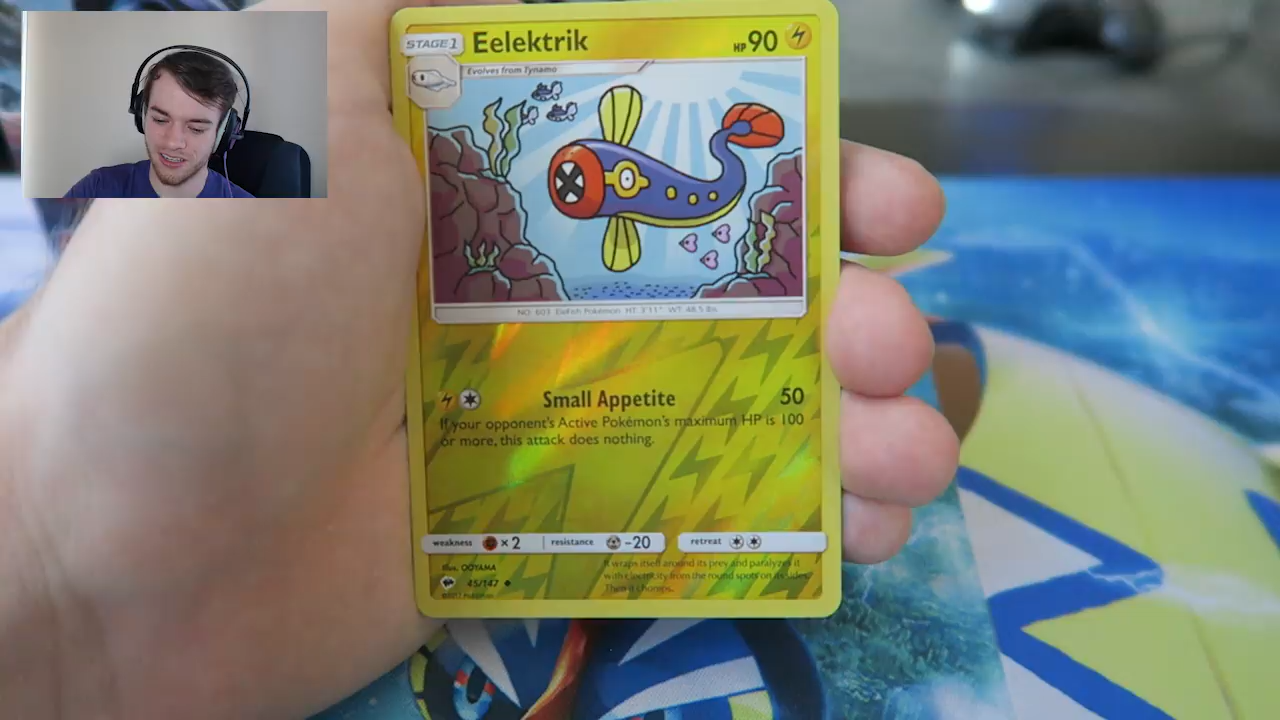 STAGE 1 Eelektrik HP 90
Evolves from Tynamo
NO. 603 EleFish Pokémon HT: 3'11" WT: 48.5 lbs.
Small Appetite 50
If your opponent's Active Pokémon's maximum HP is 100
or more, this attack does nothing.
weakness ×2 resistance -20 retreat
Illus. OOYAMA
45/147
©2017 Pokémon
It wraps itself around its prey and paralyzes it
with electricity from the round spots on its sides.
Then it chomps.